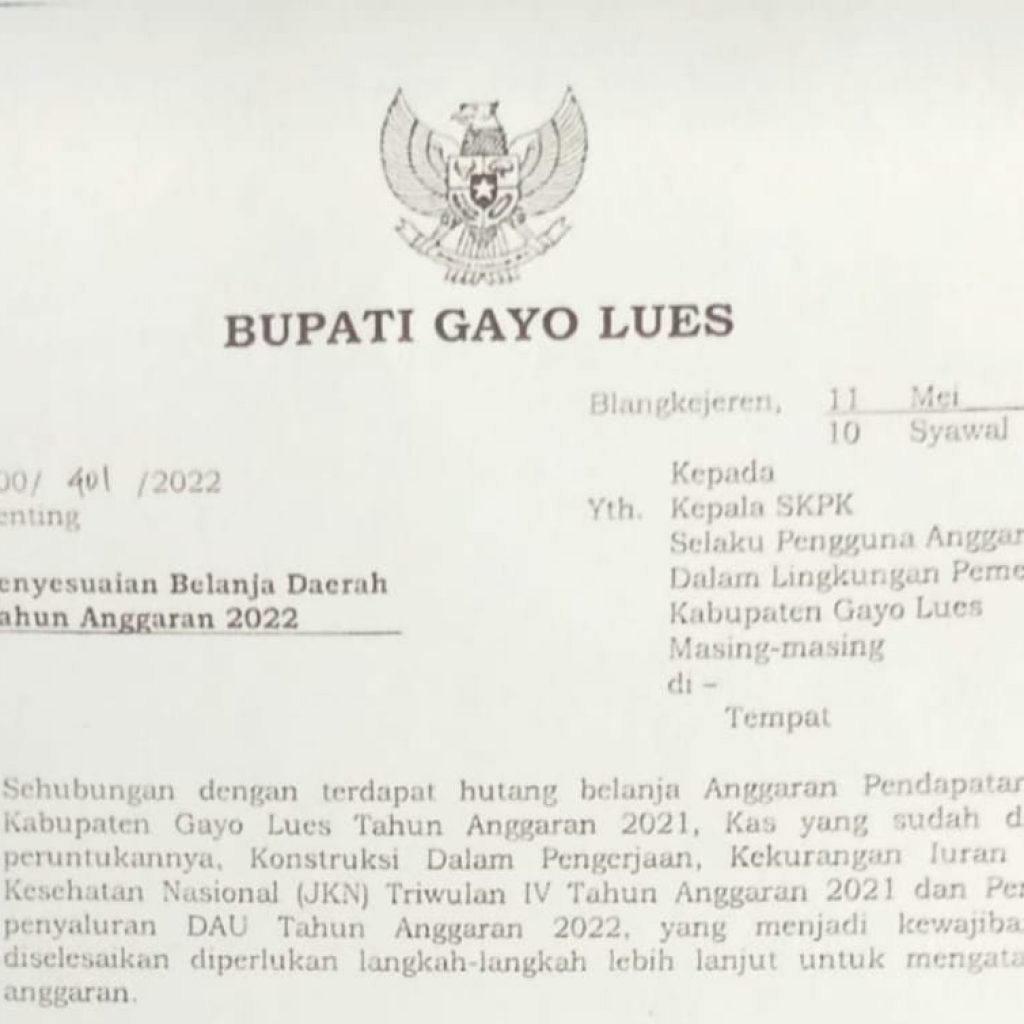 BUPATI GAYO LUES
Blangkejeren, 11 Mei
10 Syawal
00/ 401 /2022
enting
enyesuaian Belanja Daerah
ahun Anggaran 2022
Kepada
Yth. Kepala SKPK
Selaku Pengguna Anggar
Dalam Lingkungan Peme
Kabupaten Gayo Lues
Masing-masing
di –
Tempat
Sehubungan dengan terdapat hutang belanja Anggaran Pendapatan
Kabupaten Gayo Lues Tahun Anggaran 2021, Kas yang sudah d
peruntukannya, Konstruksi Dalam Pengerjaan, Kekurangan Iuran
Kesehatan Nasional (JKN) Triwulan IV Tahun Anggaran 2021 dan Pen
penyaluran DAU Tahun Anggaran 2022, yang menjadi kewajiba
diselesaikan diperlukan langkah-langkah lebih lanjut untuk mengata
anggaran.